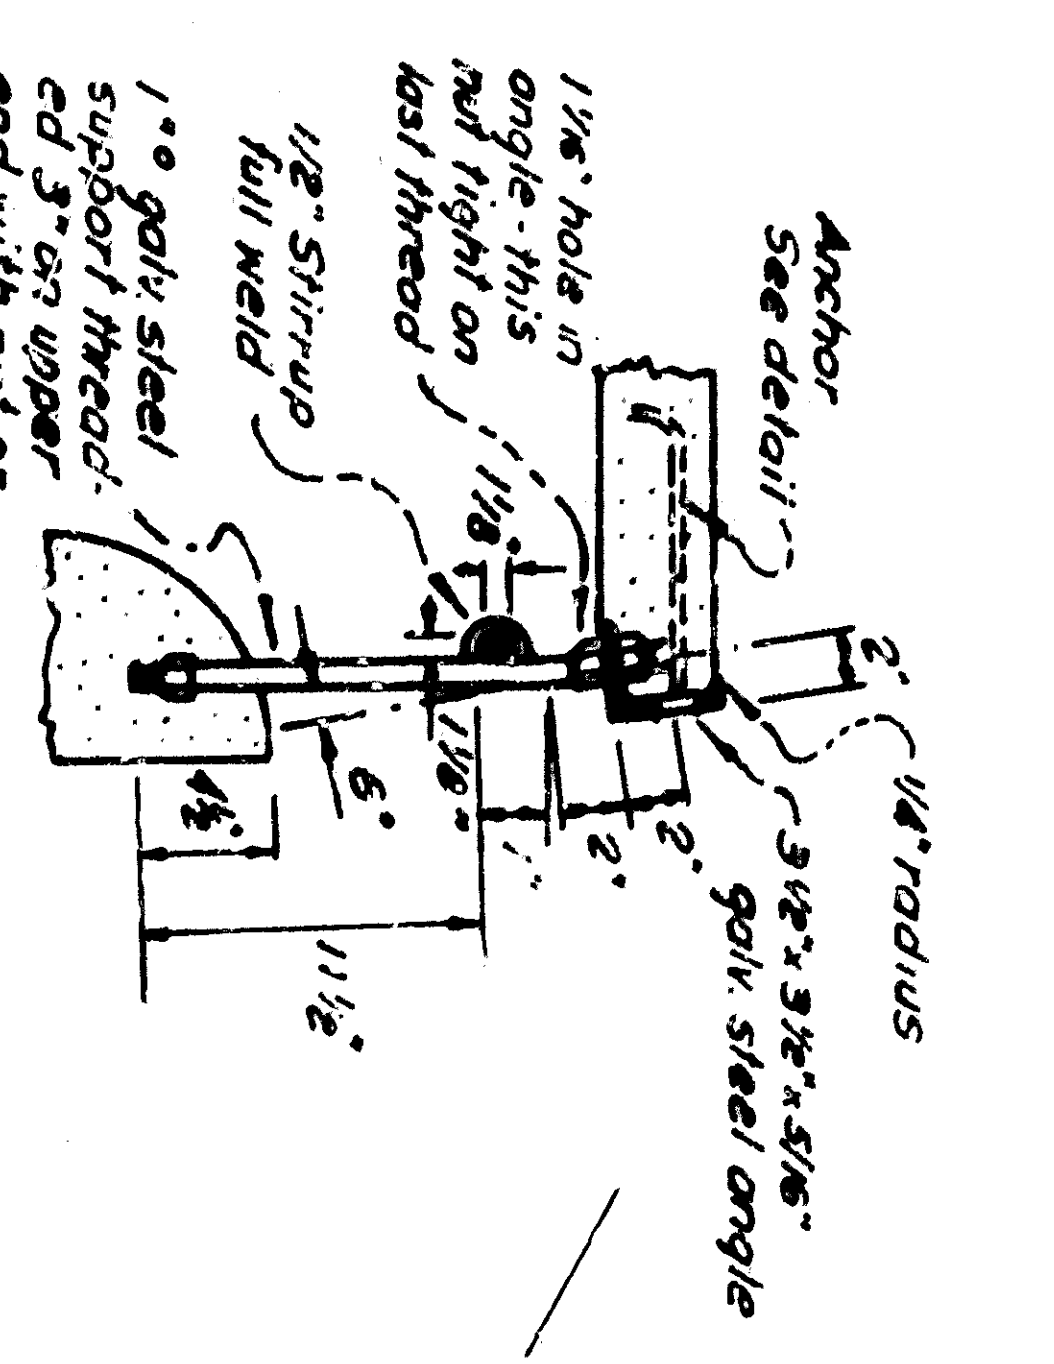 Anchor
See detail
1 1/16" hole in
angle - this
nut tight on
last thread
1/2" Stirrup
full weld
1"ø galv. steel
support thread-
ed 3" on upper
2"
1/4" radius
3 1/2" x 3 1/2" x 5/16"
galv. steel angle
1 1/8"
2"
2"
1"
1 1/8"
6"
4 1/2"
11 1/2"